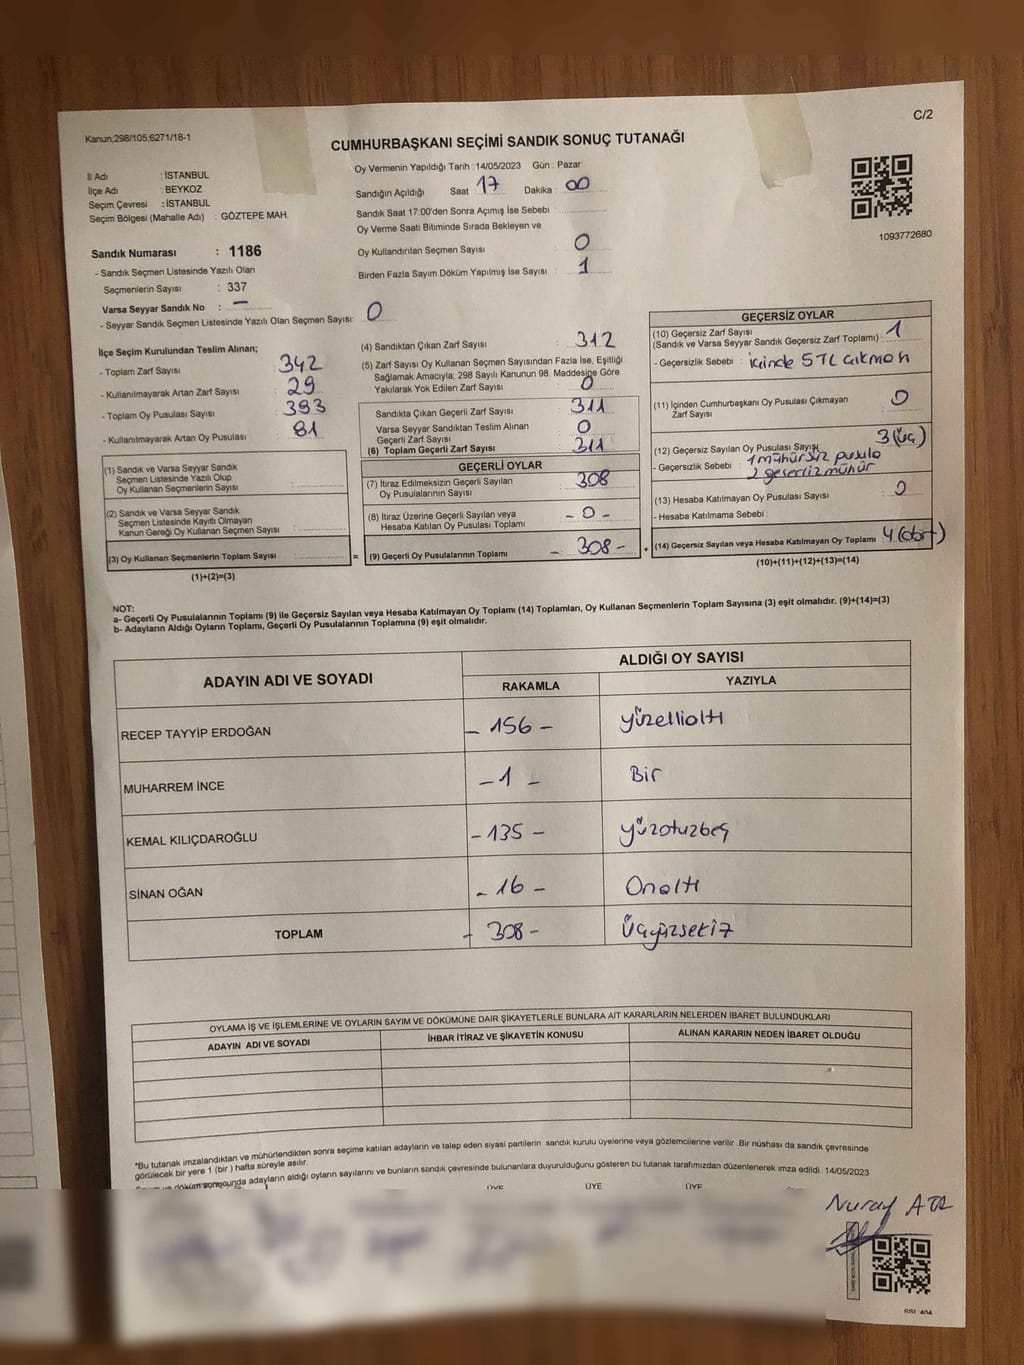 C/2
Kanun;298/105;6271/18-1
CUMHURBAŞKANI SEÇİMİ SANDIK SONUÇ TUTANAĞI
İl Adı : İSTANBUL
İlçe Adı : BEYKOZ
Seçim Çevresi : İSTANBUL
Seçim Bölgesi (Mahalle Adı) : GÖZTEPE MAH.
Sandık Numarası : 1186
- Sandık Seçmen Listesinde Yazılı Olan
Seçmenlerin Sayısı : 337
Varsa Seyyar Sandık No : —
- Seyyar Sandık Seçmen Listesinde Yazılı Olan Seçmen Sayısı: 0
Oy Vermenin Yapıldığı Tarih : 14/05/2023 Gün : Pazar
Sandığın Açıldığı Saat : 17 Dakika : 00
Sandık Saat 17:00'den Sonra Açımış İse Sebebi :
Oy Verme Saati Bitiminde Sırada Bekleyen ve
Oy Kullandırılan Seçmen Sayısı : 0
Birden Fazla Sayım Döküm Yapılmış İse Sayısı : 1
1093772680
İlçe Seçim Kurulundan Teslim Alınan;
- Toplam Zarf Sayısı : 342
- Kullanılmayarak Artan Zarf Sayısı : 29
- Toplam Oy Pusulası Sayısı : 393
- Kullanılmayarak Artan Oy Pusulası : 81
(1) Sandık ve Varsa Seyyar Sandık
Seçmen Listesinde Yazılı Olup
Oy Kullanan Seçmenlerin Sayısı :
(2) Sandık ve Varsa Seyyar Sandık
Seçmen Listesinde Kayıtlı Olmayan
Kanun Gereği Oy Kullanan Seçmen Sayısı :
(3) Oy Kullanan Seçmenlerin Toplam Sayısı :
(1)+(2)=(3)
=
(4) Sandıktan Çıkan Zarf Sayısı : 312
(5) Zarf Sayısı Oy Kullanan Seçmen Sayısından Fazla İse, Eşitliği
Sağlamak Amacıyla; 298 Sayılı Kanunun 98. Maddesine Göre
Yakılarak Yok Edilen Zarf Sayısı : 0
Sandıkta Çıkan Geçerli Zarf Sayısı : 311
Varsa Seyyar Sandıktan Teslim Alınan
Geçerli Zarf Sayısı : 0
(6) Toplam Geçerli Zarf Sayısı : 311
GEÇERLİ OYLAR
(7) İtiraz Edilmeksizin Geçerli Sayılan
Oy Pusulalarının Sayısı : 308
(8) İtiraz Üzerine Geçerli Sayılan veya
Hesaba Katılan Oy Pusulası Toplamı : - 0 -
(9) Geçerli Oy Pusulalarının Toplamı : - 308 -
+
GEÇERSİZ OYLAR
(10) Geçersiz Zarf Sayısı
(Sandık ve Varsa Seyyar Sandık Geçersiz Zarf Toplamı) : 1
- Geçersizlik Sebebi : içinde 5 TL çıkması
(11) İçinden Cumhurbaşkanı Oy Pusulası Çıkmayan
Zarf Sayısı : 0
(12) Geçersiz Sayılan Oy Pusulası Sayısı 3 (üç)
- Geçersizlik Sebebi : 1 mühürsiz pusula
2 geçersiz mühür
(13) Hesaba Katılmayan Oy Pusulası Sayısı : 0
- Hesaba Katılmama Sebebi :
(14) Geçersiz Sayılan veya Hesaba Katılmayan Oy Toplamı : 4 (dört)
(10)+(11)+(12)+(13)=(14)
NOT:
a- Geçerli Oy Pusulalarının Toplamı (9) ile Geçersiz Sayılan veya Hesaba Katılmayan Oy Toplamı (14) Toplamları, Oy Kullanan Seçmenlerin Toplam Sayısına (3) eşit olmalıdır. (9)+(14)=(3)
b- Adayların Aldığı Oyların Toplamı, Geçerli Oy Pusulalarının Toplamına (9) eşit olmalıdır.
ADAYIN ADI VE SOYADI
ALDIĞI OY SAYISI
RAKAMLA YAZIYLA
RECEP TAYYİP ERDOĞAN - 156 - yüzellialtı
MUHARREM İNCE - 1 - Bir
KEMAL KILIÇDAROĞLU - 135 - yüzotuzbeş
SİNAN OĞAN - 16 - Onaltı
TOPLAM - 308 - Üçyüzsekiz
OYLAMA İŞ VE İŞLEMLERİNE VE OYLARIN SAYIM VE DÖKÜMÜNE DAİR ŞİKAYETLERLE BUNLARA AİT KARARLARIN NELERDEN İBARET BULUNDUKLARI
ADAYIN ADI VE SOYADI İHBAR İTİRAZ VE ŞİKAYETİN KONUSU ALINAN KARARIN NEDEN İBARET OLDUĞU
*Bu tutanak imzalandıktan ve mühürlendikten sonra seçime katılan adayların ve talep eden siyasi partilerin sandık kurulu üyelerine veya gözlemcilerine verilir. Bir nüshası da sandık çevresinde
görülecek bir yere 1 (bir) hafta süreyle asılır.
döküm sonucunda adayların aldığı oyların sayılarını ve bunların sandık çevresinde bulunanlara duyurulduğunu gösteren bu tutanak tarafımızdan düzenlenerek imza edildi. 14/05/2023
ÜYE ÜYE ÜYE
Nuray